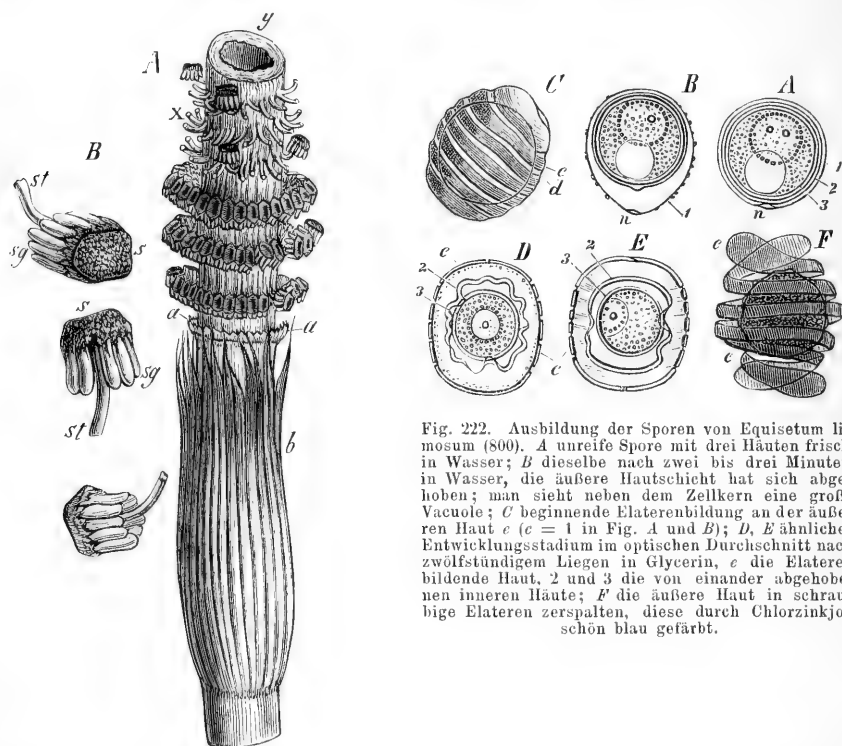 y
A
x
B
st
sg
s
s
sg
st
a
a
b
C
B
A
e
d
n
1
n
1
2
3
e
D
E
F
2
3
2
3
e
e
e
Fig. 222. Ausbildung der Sporen von Equisetum li
mosum (800). A unreife Spore mit drei Häuten frisc
in Wasser; B dieselbe nach zwei bis drei Minute
in Wasser, die äußere Hautschicht hat sich abge
hoben; man sieht neben dem Zellkern eine groß
Vacuole; C beginnende Elaterenbildung an der äuße
ren Haut e (e = 1 in Fig. A und B); D, E ähnliche
Entwicklungsstadium im optischen Durchschnitt nac
zwölfstündigem Liegen in Glycerin, e die Elatere
bildende Haut, 2 und 3 die von einander abgehobe
nen inneren Häute; F die äußere Haut in schrau
bige Elateren zerspalten, diese durch Chlorzinkjo
schön blau gefärbt.